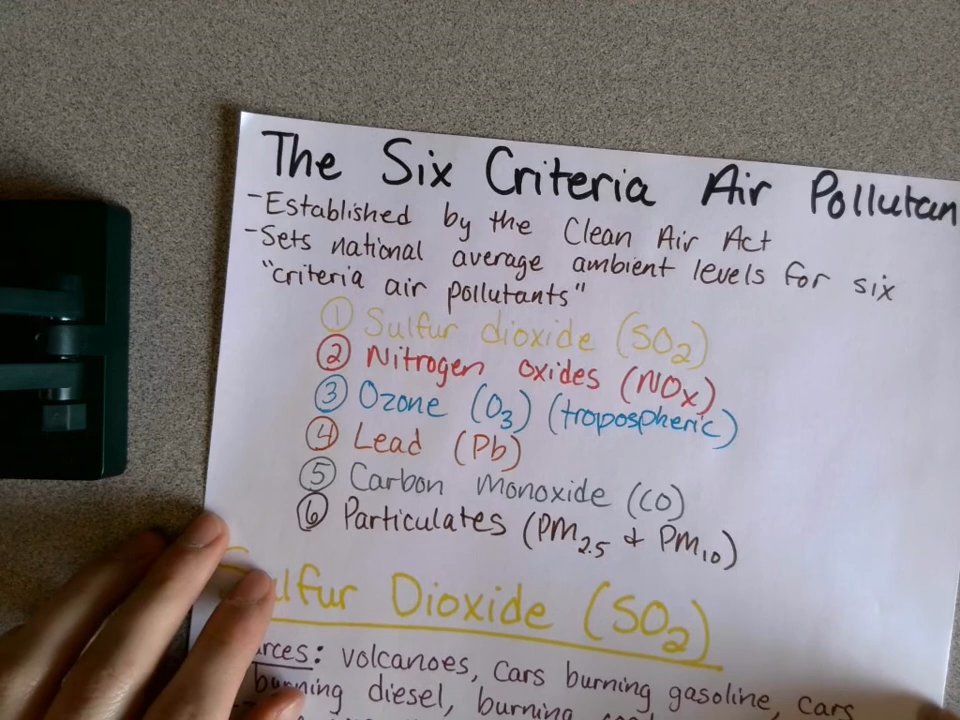 The Six Criteria Air Pollutan
-Established by the Clean Air Act
-Sets national average ambient levels for six
"criteria air pollutants"
① Sulfur dioxide (SO₂)
② Nitrogen oxides (NOx)
③ Ozone (O₃) (tropospheric)
④ Lead (Pb)
⑤ Carbon Monoxide (CO)
⑥ Particulates (PM₂.₅ + PM₁₀)
ulfur Dioxide (SO₂)
rces: volcanoes, cars burning gasoline, cars
burning diesel, burning